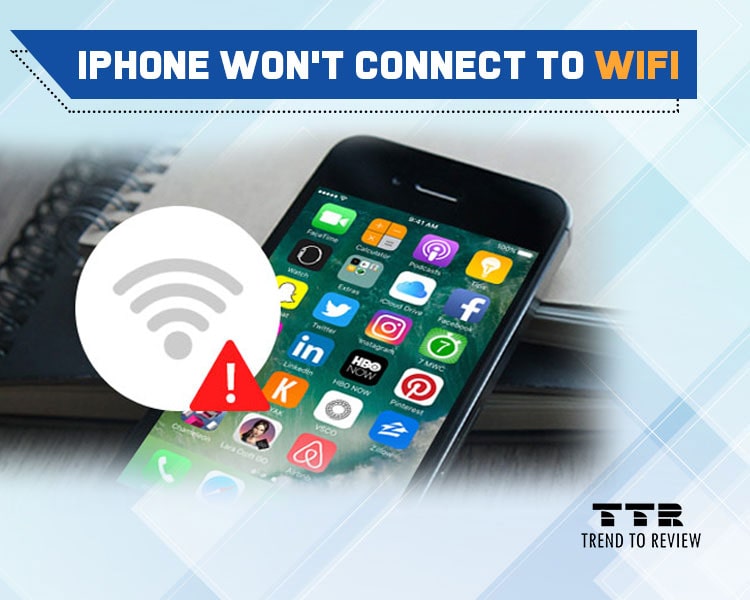 IPHONE WON'T CONNECT TO WIFI
9:41 AM
100%
FaceTime
Calculator
Podcasts
Tips
Watch
Extras
iCloud Drive
Facebook
Twitter
Instagram
7 MWC
LinkedIn
HBO
NOW
HBO NOW
Pinterest
VSCO
Zillow
Chameleon
Airbnb
TTR
TREND TO REVIEW